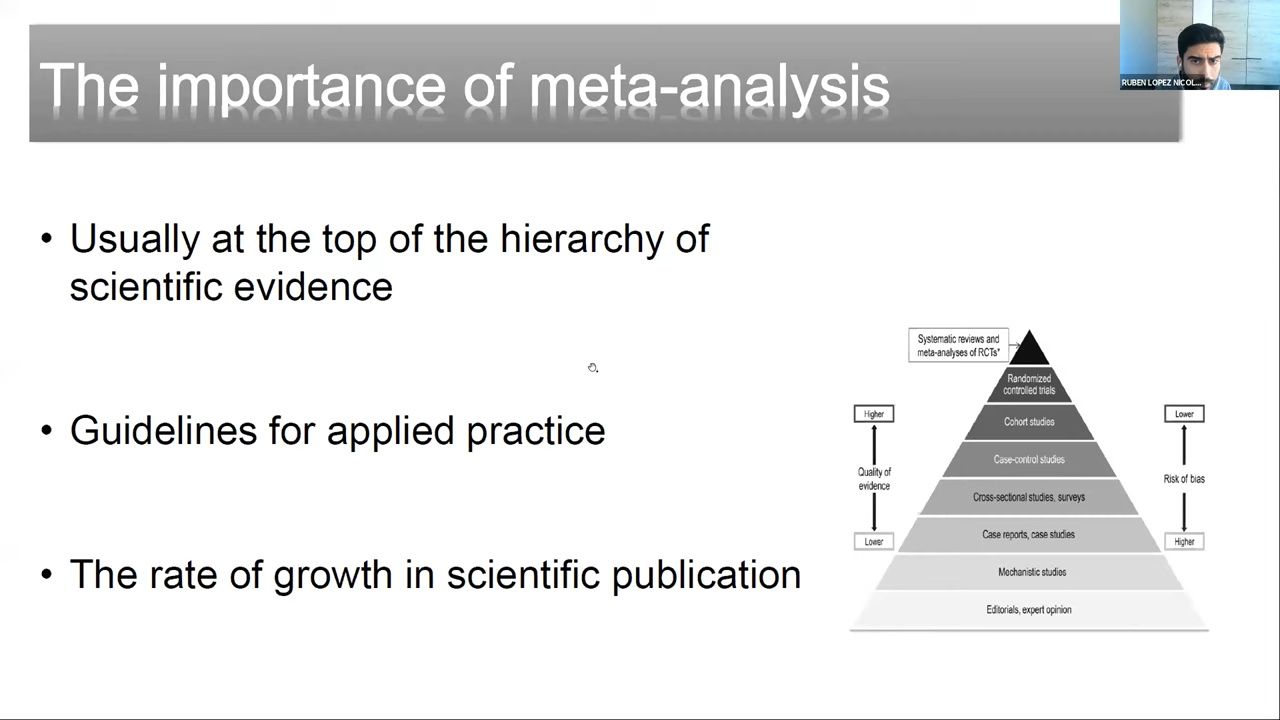 The importance of meta-analysis
RUBEN LOPEZ NICOL...
• Usually at the top of the hierarchy of
scientific evidence
• Guidelines for applied practice
• The rate of growth in scientific publication
Systematic reviews and
meta-analyses of RCTs*
Randomized
controlled trials
Higher
Lower
Cohort studies
Case-control studies
Quality of
evidence
Risk of bias
Cross-sectional studies, surveys
Case reports, case studies
Lower
Higher
Mechanistic studies
Editorials, expert opinion